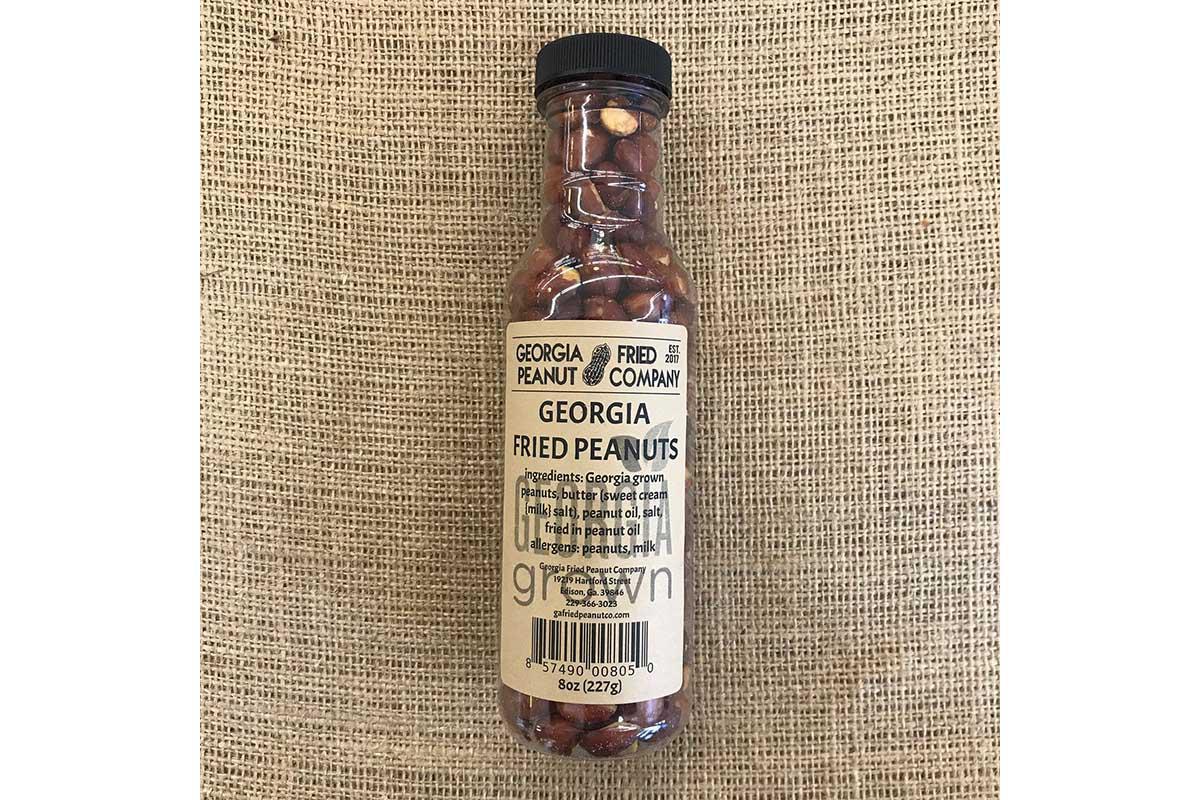 GEORGIA FRIED EST. 2017
PEANUT COMPANY
GEORGIA
FRIED PEANUTS
ingredients: Georgia grown
peanuts, butter (sweet cream
{milk} salt), peanut oil, salt,
fried in peanut oil
allergens: peanuts, milk
GEORGIA
grown
Georgia Fried Peanut Company
19219 Hartford Street
Edison, Ga. 39846
229-366-3023
gafriedpeanutco.com
8 57490 00805 0
8oz (227g)